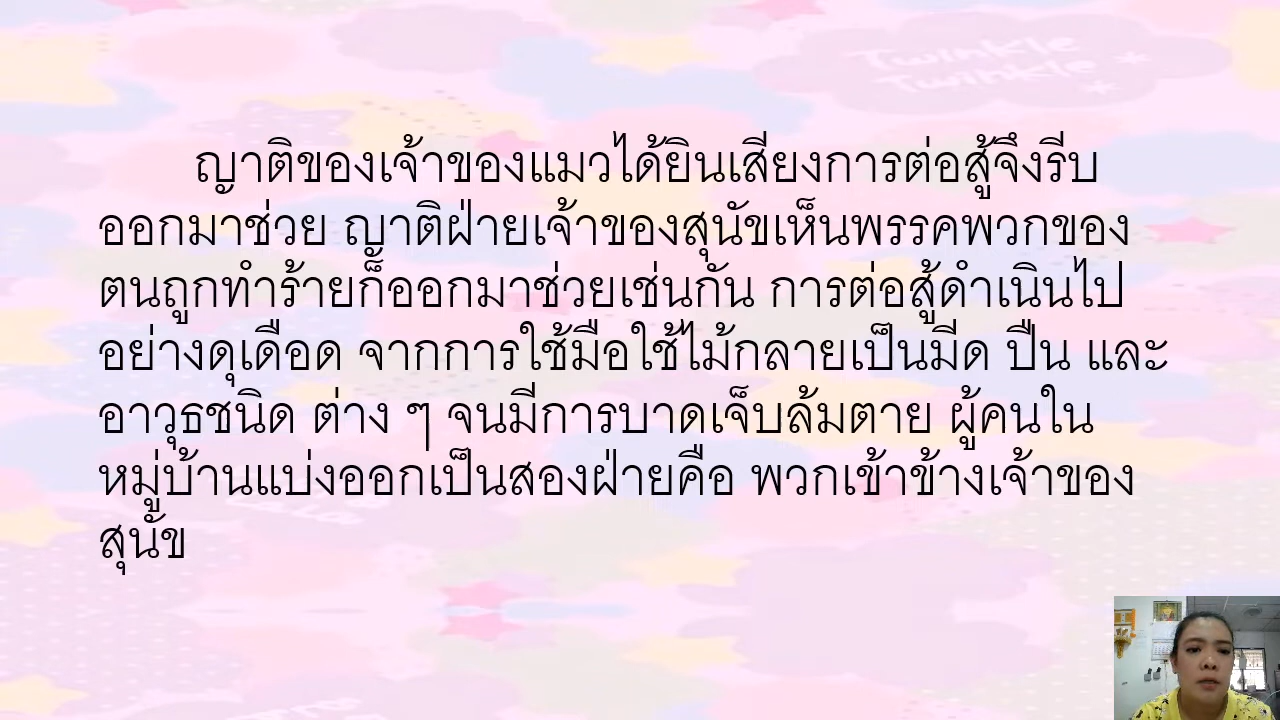 Twinkle
Twinkle
ญาติของเจ้าของแมวได้ยินเสียงการต่อสู้จึงรีบ
ออกมาช่วย ญาติฝ่ายเจ้าของสุนัขเห็นพรรคพวกของ
ตนถูกทำร้ายก็ออกมาช่วยเช่นกัน การต่อสู้ดำเนินไป
อย่างดุเดือด จากการใช้มือใช้ไม้กลายเป็นมีด ปืน และ
อาวุธชนิด ต่าง ๆ จนมีการบาดเจ็บล้มตาย ผู้คนใน
หมู่บ้านแบ่งออกเป็นสองฝ่ายคือ พวกเข้าข้างเจ้าของ
สุนัข